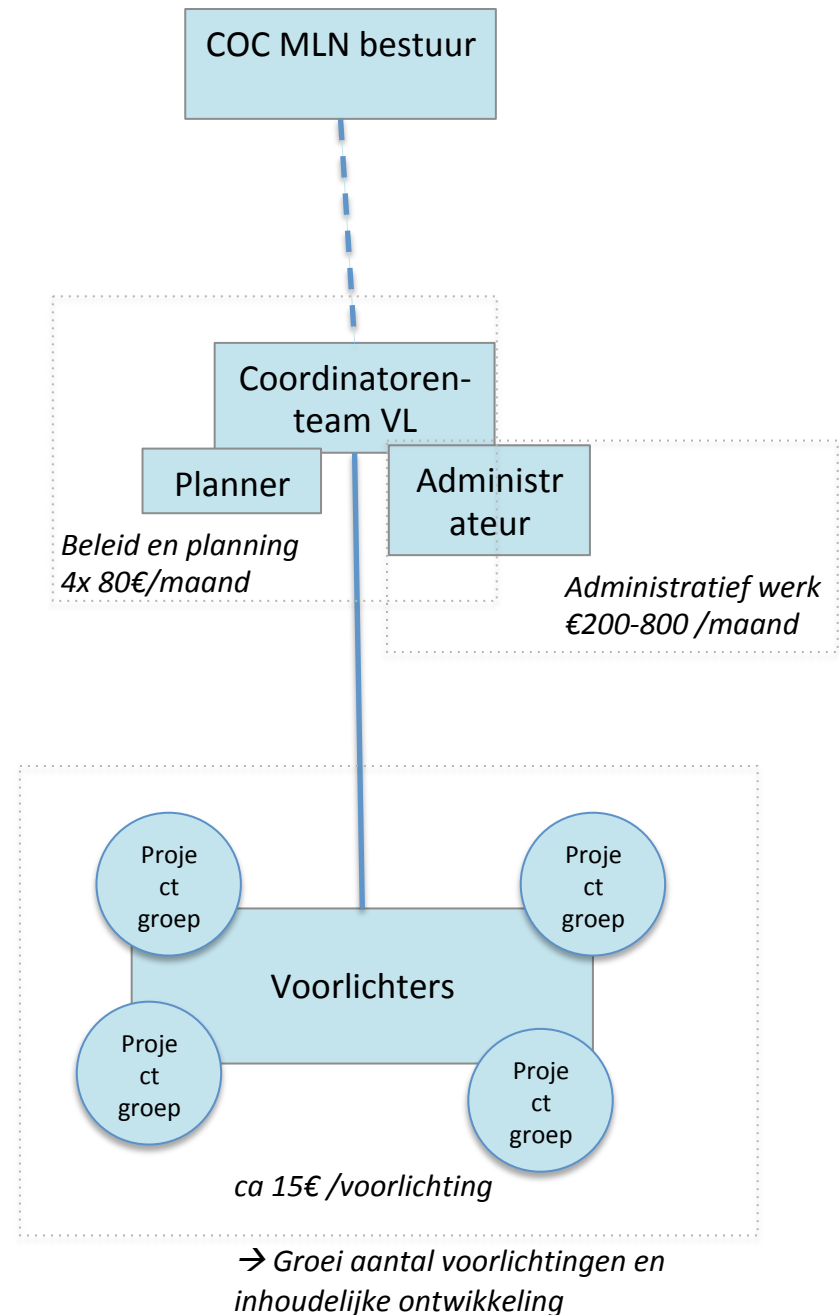 COC MLN bestuur
Coordinatoren-
team VL
Planner
Administr
ateur
Beleid en planning
4x 80€/maand
Administratief werk
€200-800 /maand
Proje
ct
groep
Proje
ct
groep
Voorlichters
Proje
ct
groep
Proje
ct
groep
ca 15€ /voorlichting
→ Groei aantal voorlichtingen en
inhoudelijke ontwikkeling